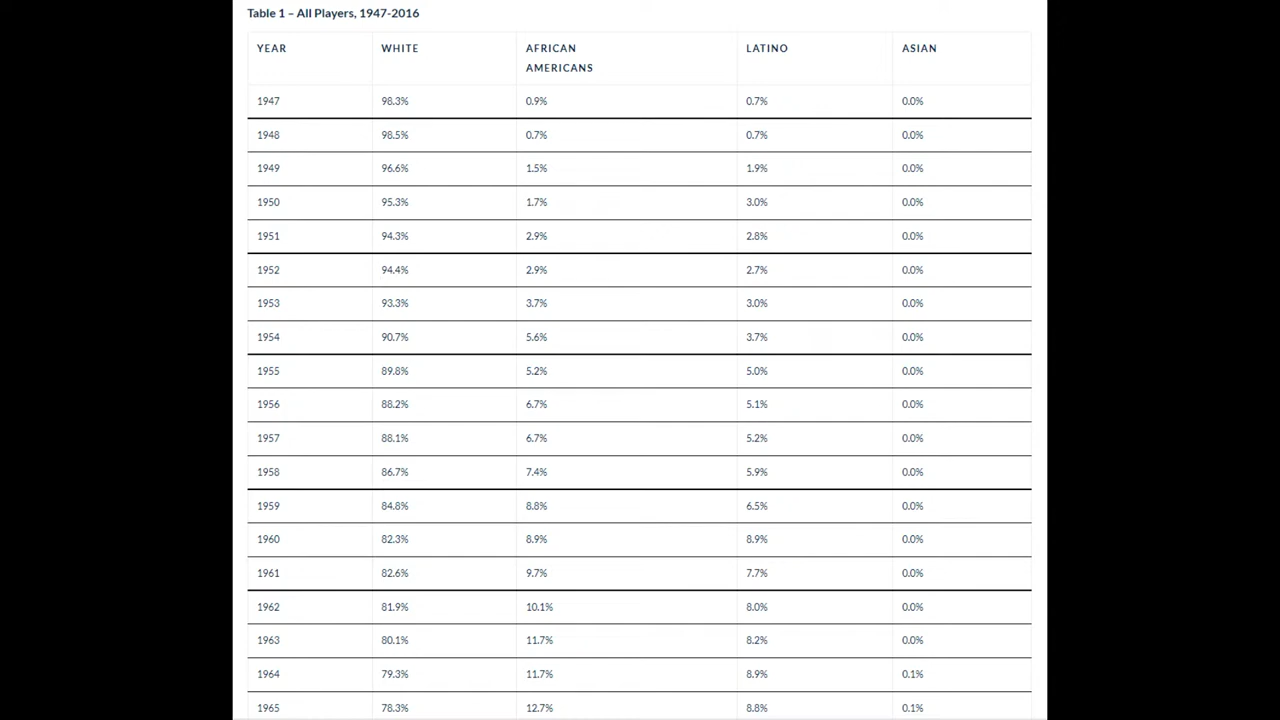 Table 1 – All Players, 1947-2016
YEAR WHITE AFRICAN AMERICANS LATINO ASIAN
1947 98.3% 0.9% 0.7% 0.0%
1948 98.5% 0.7% 0.7% 0.0%
1949 96.6% 1.5% 1.9% 0.0%
1950 95.3% 1.7% 3.0% 0.0%
1951 94.3% 2.9% 2.8% 0.0%
1952 94.4% 2.9% 2.7% 0.0%
1953 93.3% 3.7% 3.0% 0.0%
1954 90.7% 5.6% 3.7% 0.0%
1955 89.8% 5.2% 5.0% 0.0%
1956 88.2% 6.7% 5.1% 0.0%
1957 88.1% 6.7% 5.2% 0.0%
1958 86.7% 7.4% 5.9% 0.0%
1959 84.8% 8.8% 6.5% 0.0%
1960 82.3% 8.9% 8.9% 0.0%
1961 82.6% 9.7% 7.7% 0.0%
1962 81.9% 10.1% 8.0% 0.0%
1963 80.1% 11.7% 8.2% 0.0%
1964 79.3% 11.7% 8.9% 0.1%
1965 78.3% 12.7% 8.8% 0.1%